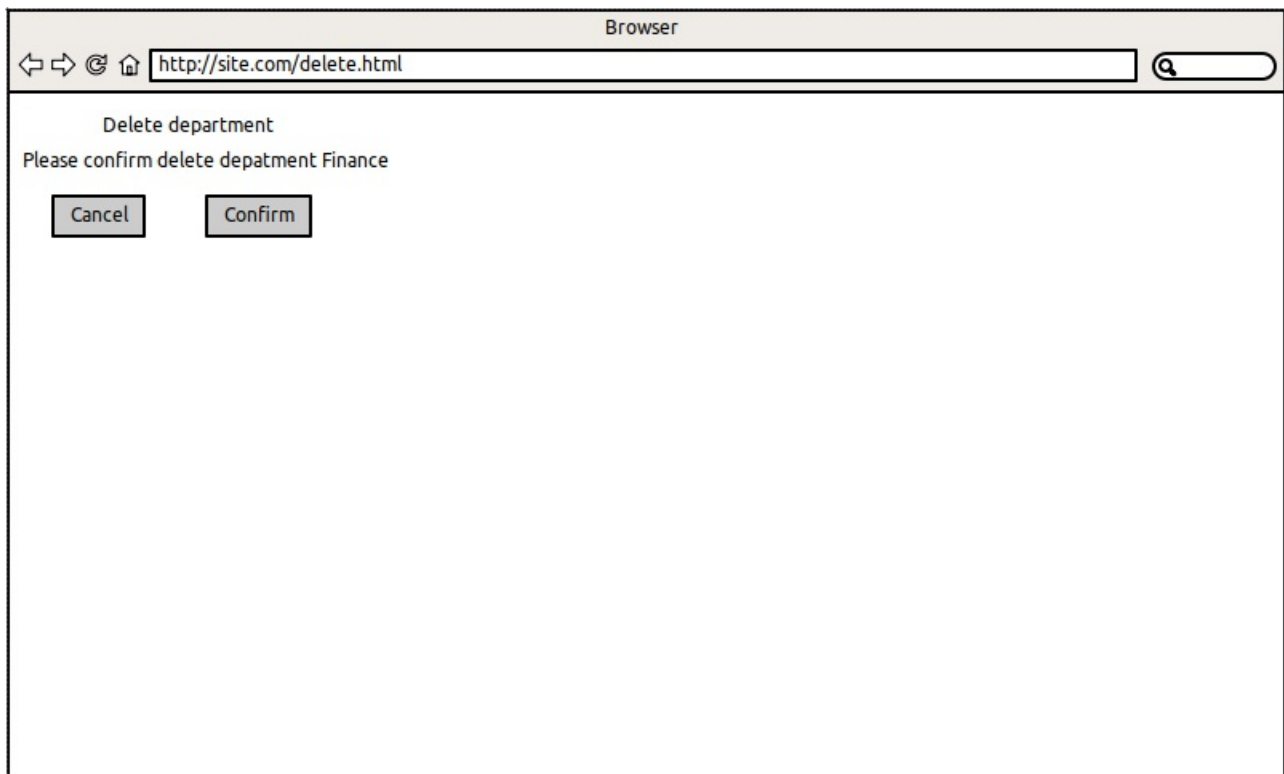 Browser
http://site.com/delete.html
Delete department
Please confirm delete depatment Finance
Cancel Confirm